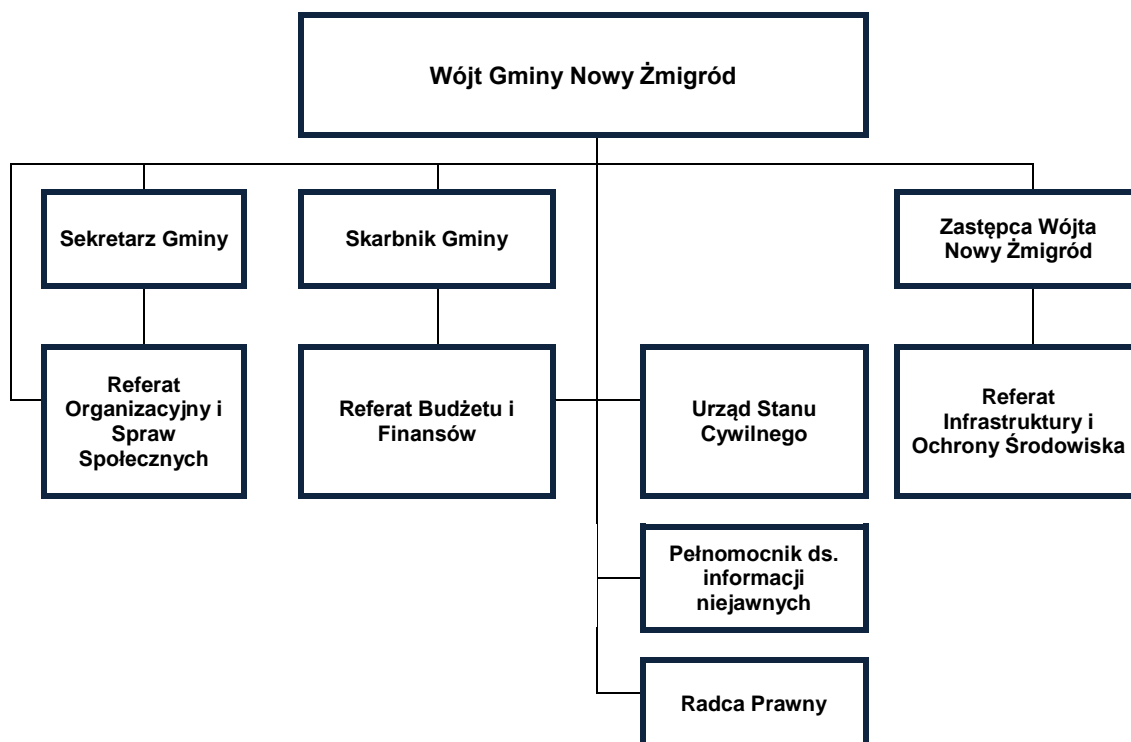 Wójt Gminy Nowy Żmigród
Sekretarz Gminy
Skarbnik Gminy
Zastępca Wójta
Nowy Żmigród
Referat
Organizacyjny i
Spraw
Społecznych
Referat Budżetu i
Finansów
Urząd Stanu
Cywilnego
Referat
Infrastruktury i
Ochrony Środowiska
Pełnomocnik ds.
informacji
niejawnych
Radca Prawny